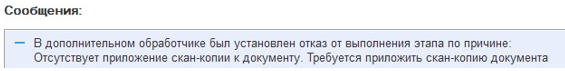 Сообщения:
— В дополнительном обработчике был установлен отказ от выполнения этапа по причине:
Отсутствует приложение скан-копии к документу. Требуется приложить скан-копию документа